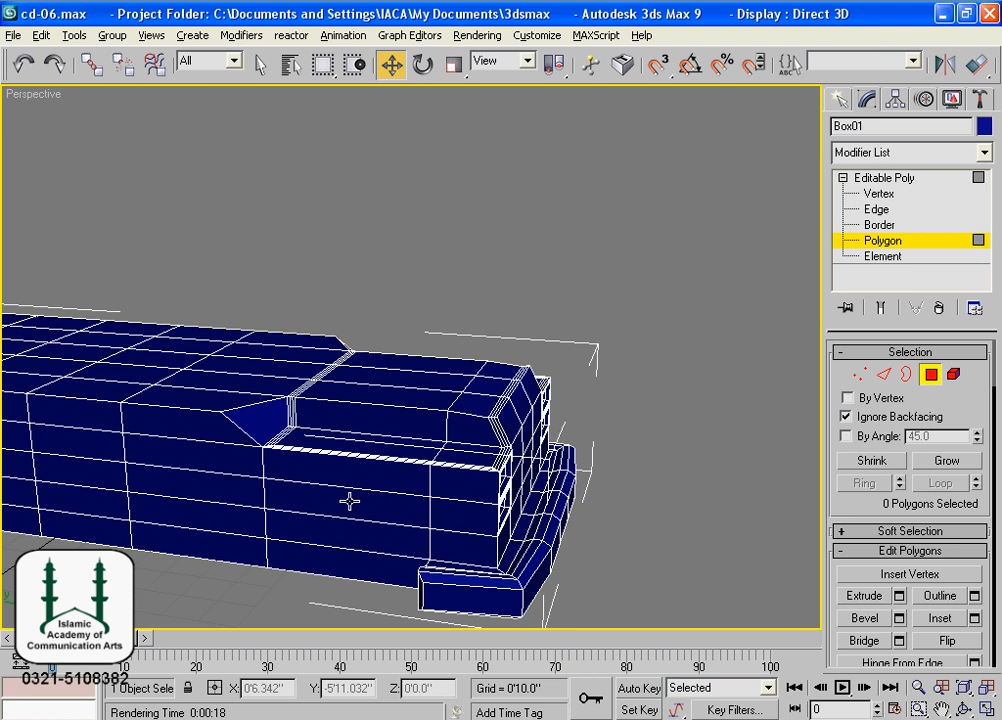 cd-06.max - Project Folder: C:\Documents and Settings\IACA\My Documents\3dsmax - Autodesk 3ds Max 9 - Display : Direct 3D
File Edit Tools Group Views Create Modifiers reactor Animation Graph Editors Rendering Customize MAXScript Help
All View
Perspective
Box01
Modifier List
Editable Poly
Vertex
Edge
Border
Polygon
Element
- Selection
By Vertex
Ignore Backfacing
By Angle: 45.0
Shrink Grow
Ring Loop
0 Polygons Selected
+ Soft Selection
- Edit Polygons
Insert Vertex
Extrude Outline
Bevel Inset
Bridge Flip
Hinge From Edge
Islamic
Academy of
Communication Arts
0321-5108382
10 20 30 40 50 60 70 80 90 100
1 Object Sele X: 0'6.342" Y: -5'11.032" Z: 0'0.0" Grid = 0'10.0" Auto Key Selected
Rendering Time 0:00:18 Add Time Tag Set Key Key Filters... 0